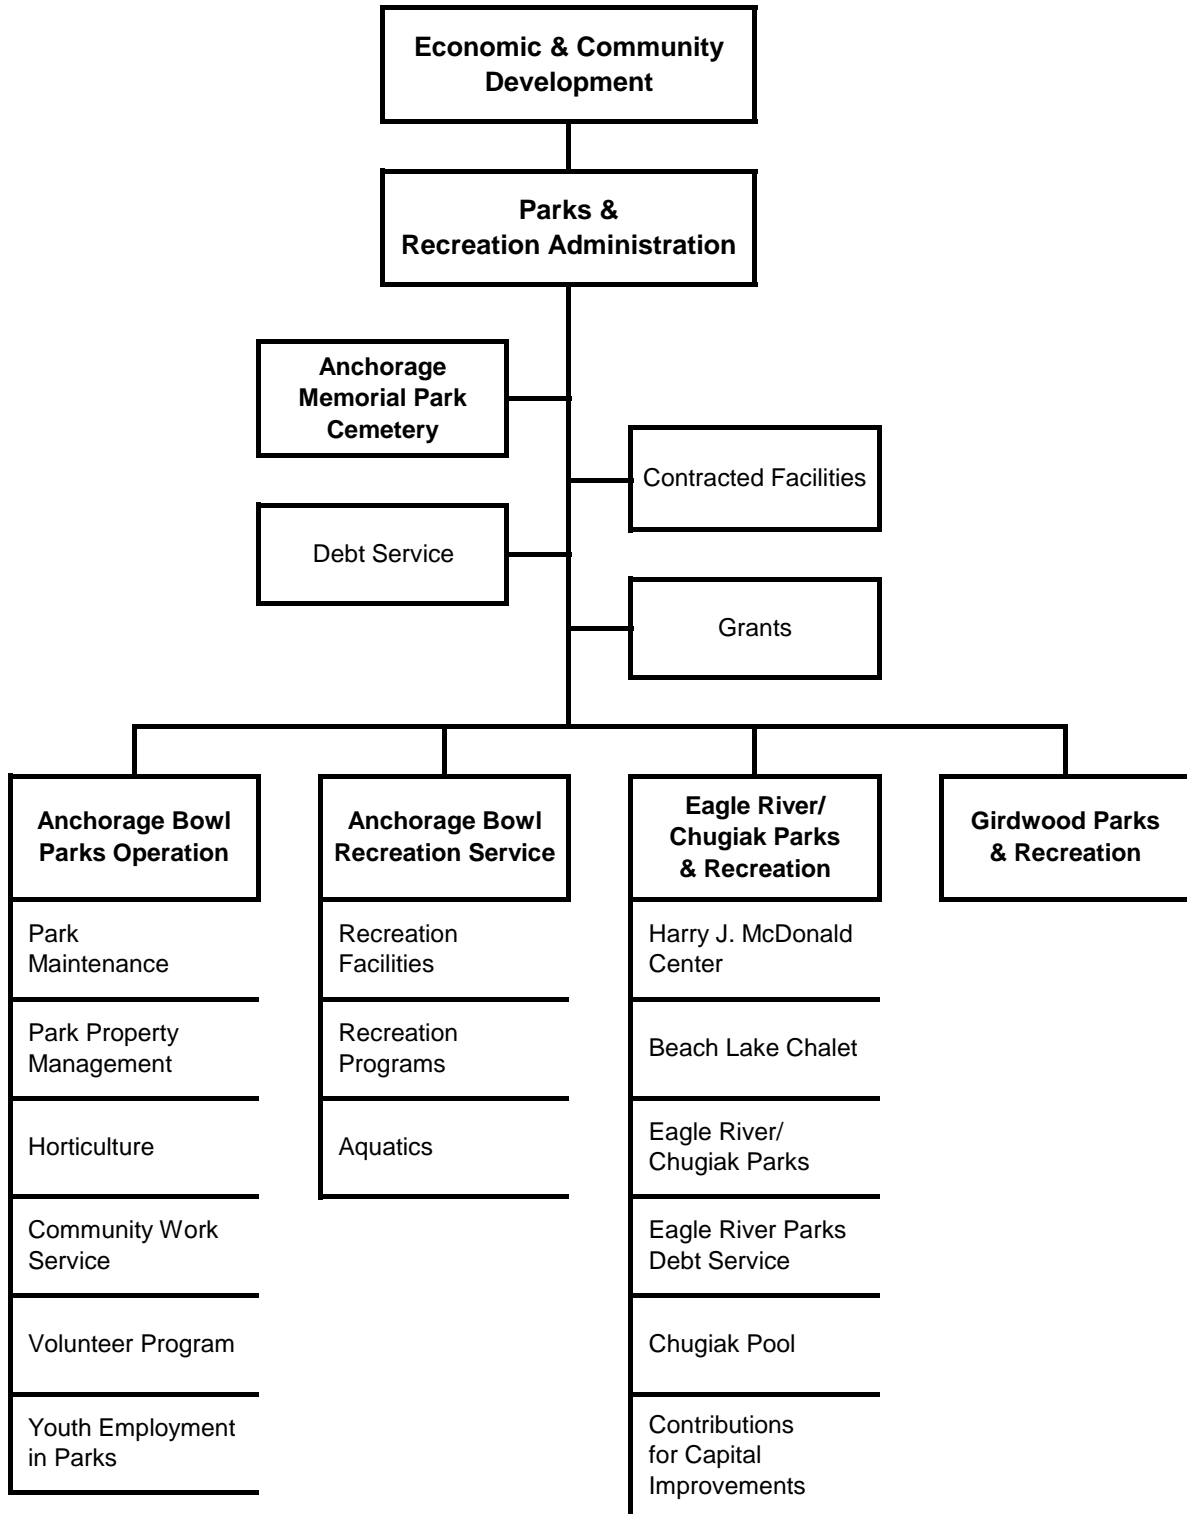 Economic & Community
Development
Parks &
Recreation Administration
Anchorage
Memorial Park
Cemetery
Contracted Facilities
Debt Service
Grants
Anchorage Bowl
Parks Operation
Park
Maintenance
Park Property
Management
Horticulture
Community Work
Service
Volunteer Program
Youth Employment
in Parks
Anchorage Bowl
Recreation Service
Recreation
Facilities
Recreation
Programs
Aquatics
Eagle River/
Chugiak Parks
& Recreation
Harry J. McDonald
Center
Beach Lake Chalet
Eagle River/
Chugiak Parks
Eagle River Parks
Debt Service
Chugiak Pool
Contributions
for Capital
Improvements
Girdwood Parks
& Recreation